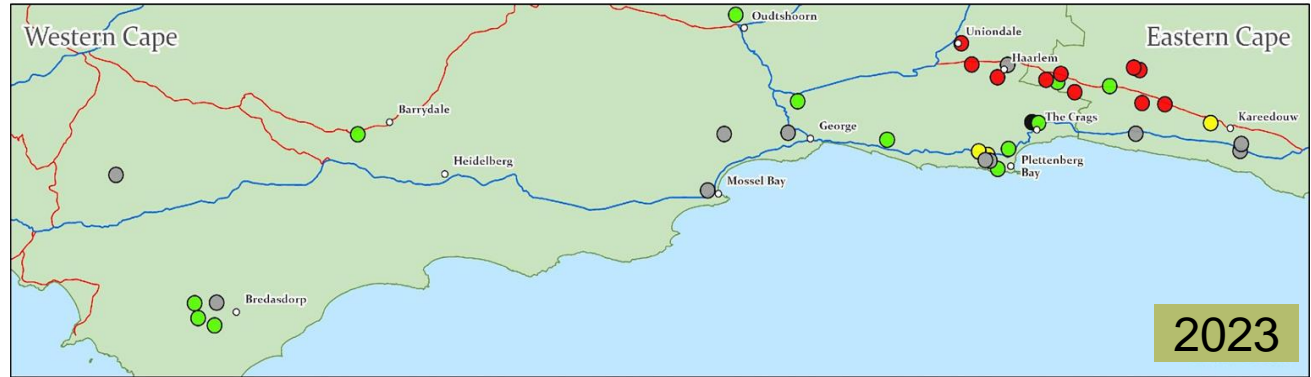 Western Cape
Oudtshoorn
Uniondale
Eastern Cape
Haarlem
Barrydale
The Crags
Kareedouw
George
Heidelberg
Plettenberg
Bay
Mossel Bay
Bredasdorp
2023